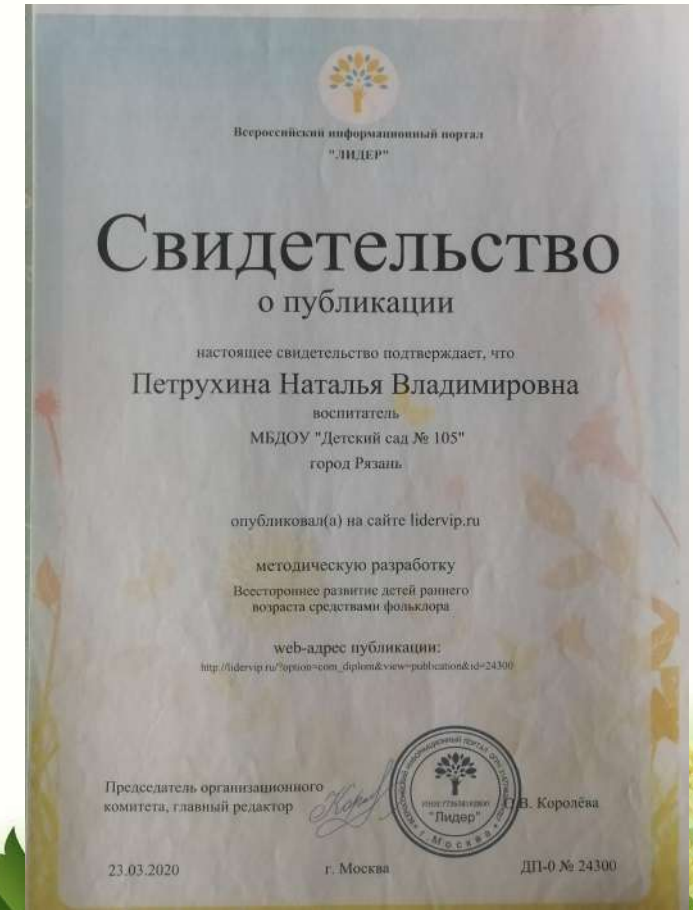 Всероссийский информационный портал
"ЛИДЕР"
Свидетельство
о публикации
настоящее свидетельство подтверждает, что
Петрухина Наталья Владимировна
воспитатель
МБДОУ "Детский сад № 105"
город Рязань
опубликовал(а) на сайте lidervip.ru
методическую разработку
Всестороннее развитие детей раннего
возраста средствами фольклора
web-адрес публикации:
http://lidervip.ru/?option=com_diplom&view=publication&id=24300
Председатель организационного
комитета, главный редактор
О.В. Королёва
"Лидер"
г. Москва
23.03.2020
г. Москва
ДП-0 № 24300